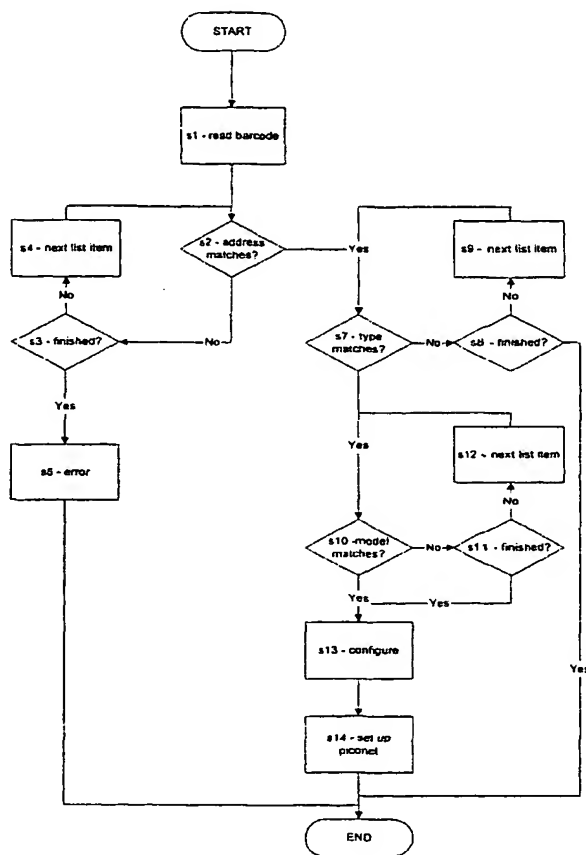 START
s1 - read barcode
s4 - next list item
s2 - address
matches?
Yes
s9 - next list item
No
No
s3 - finished?
No
s7 - type
matches?
No
s8 - finished?
Yes
s5 - error
Yes
s12 - next list item
No
s10 -model
matches?
No
s11 - finished?
Yes
Yes
Yes
s13 - configure
s14 - set up
piconet
END